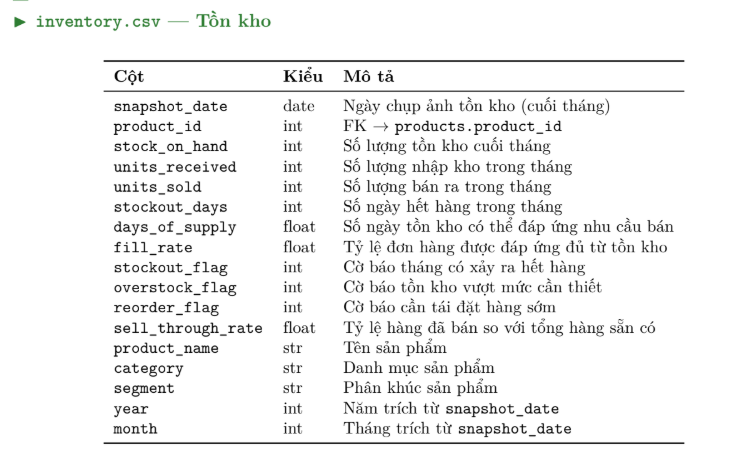 ▶ inventory.csv — Tồn kho
Cột Kiểu Mô tả
snapshot_date date Ngày chụp ảnh tồn kho (cuối tháng)
product_id int FK → products.product_id
stock_on_hand int Số lượng tồn kho cuối tháng
units_received int Số lượng nhập kho trong tháng
units_sold int Số lượng bán ra trong tháng
stockout_days int Số ngày hết hàng trong tháng
days_of_supply float Số ngày tồn kho có thể đáp ứng nhu cầu bán
fill_rate float Tỷ lệ đơn hàng được đáp ứng đủ từ tồn kho
stockout_flag int Cờ báo tháng có xảy ra hết hàng
overstock_flag int Cờ báo tồn kho vượt mức cần thiết
reorder_flag int Cờ báo cần tái đặt hàng sớm
sell_through_rate float Tỷ lệ hàng đã bán so với tổng hàng sẵn có
product_name str Tên sản phẩm
category str Danh mục sản phẩm
segment str Phân khúc sản phẩm
year int Năm trích từ snapshot_date
month int Tháng trích từ snapshot_date